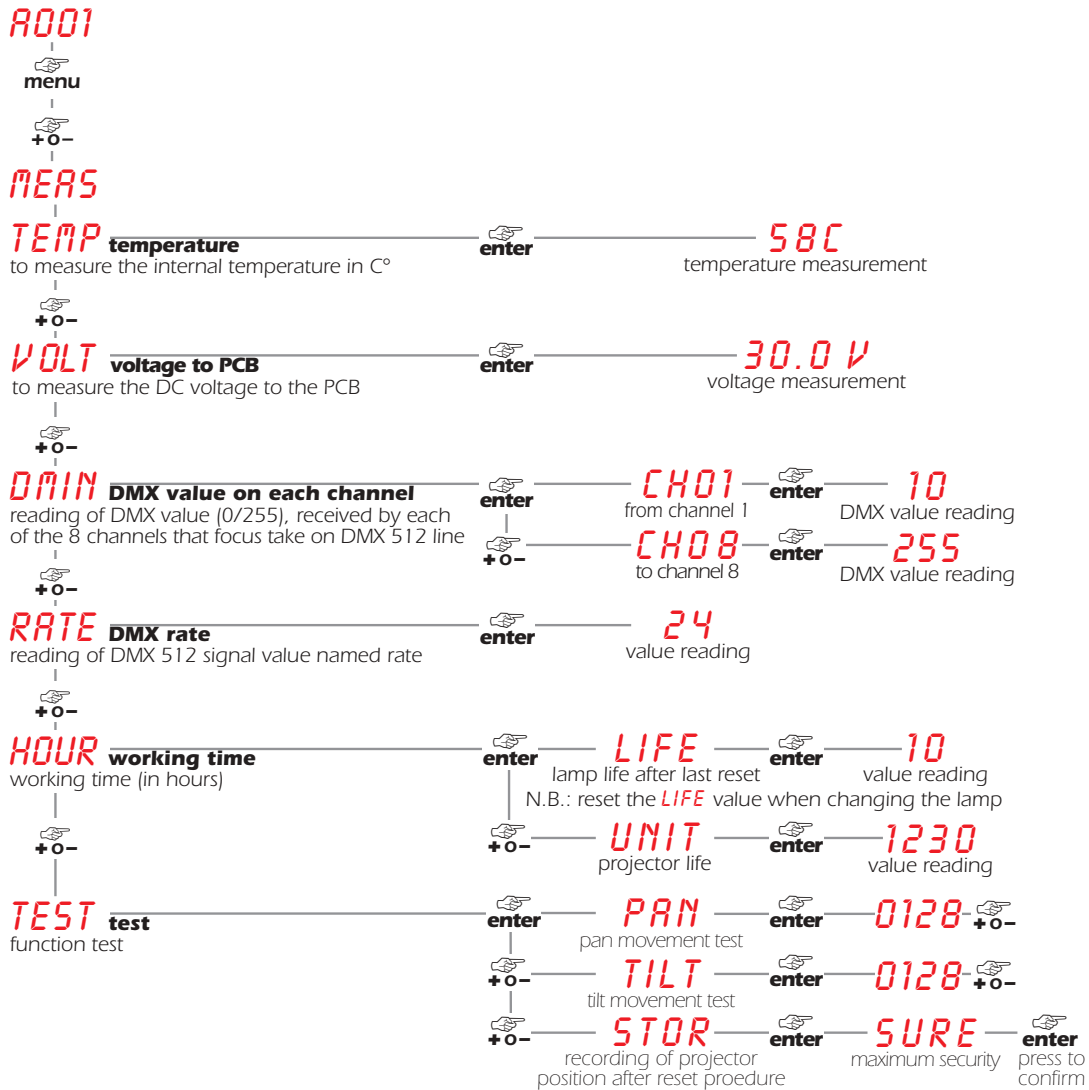 A001
menu
+o–
MEAS
TEMP temperature enter 58C
to measure the internal temperature in C° temperature measurement
+o–
VOLT voltage to PCB enter 30.0 V
to measure the DC voltage to the PCB voltage measurement
+o–
DMIN DMX value on each channel enter CH01 enter 10
reading of DMX value (0/255), received by each from channel 1 DMX value reading
of the 8 channels that focus take on DMX 512 line +o– CH08 enter 255
to channel 8 DMX value reading
+o–
RATE DMX rate enter 24
reading of DMX 512 signal value named rate value reading
+o–
HOUR working time enter LIFE enter 10
working time (in hours) lamp life after last reset value reading
N.B.: reset the LIFE value when changing the lamp
+o– +o– UNIT enter 1230
projector life value reading
TEST test enter PAN enter 0128 +o–
function test pan movement test
+o– TILT enter 0128 +o–
tilt movement test
+o– STOR enter SURE enter
recording of projector maximum security press to
position after reset proedure confirm